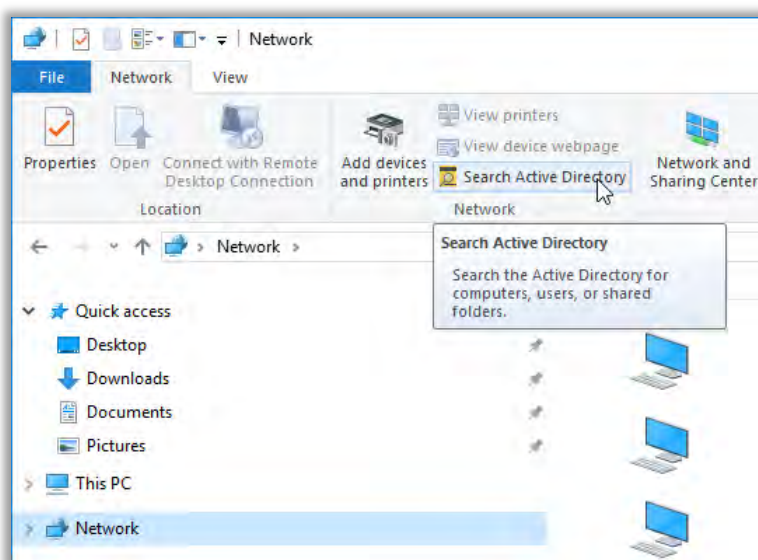 Network
File Network View
View printers
View device webpage
Search Active Directory
Properties Open Connect with Remote
Desktop Connection
Add devices
and printers
Network and
Sharing Center
Location Network
Network
Search Active Directory
Search the Active Directory for
computers, users, or shared
folders.
Quick access
Desktop
Downloads
Documents
Pictures
This PC
Network